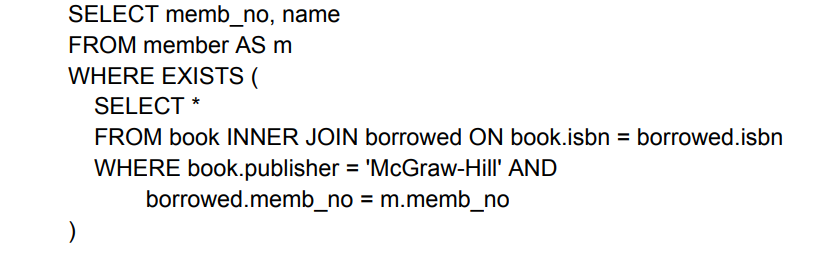 SELECT memb_no, name
FROM member AS m
WHERE EXISTS (
SELECT *
FROM book INNER JOIN borrowed ON book.isbn = borrowed.isbn
WHERE book.publisher = 'McGraw-Hill' AND
borrowed.memb_no = m.memb_no
)